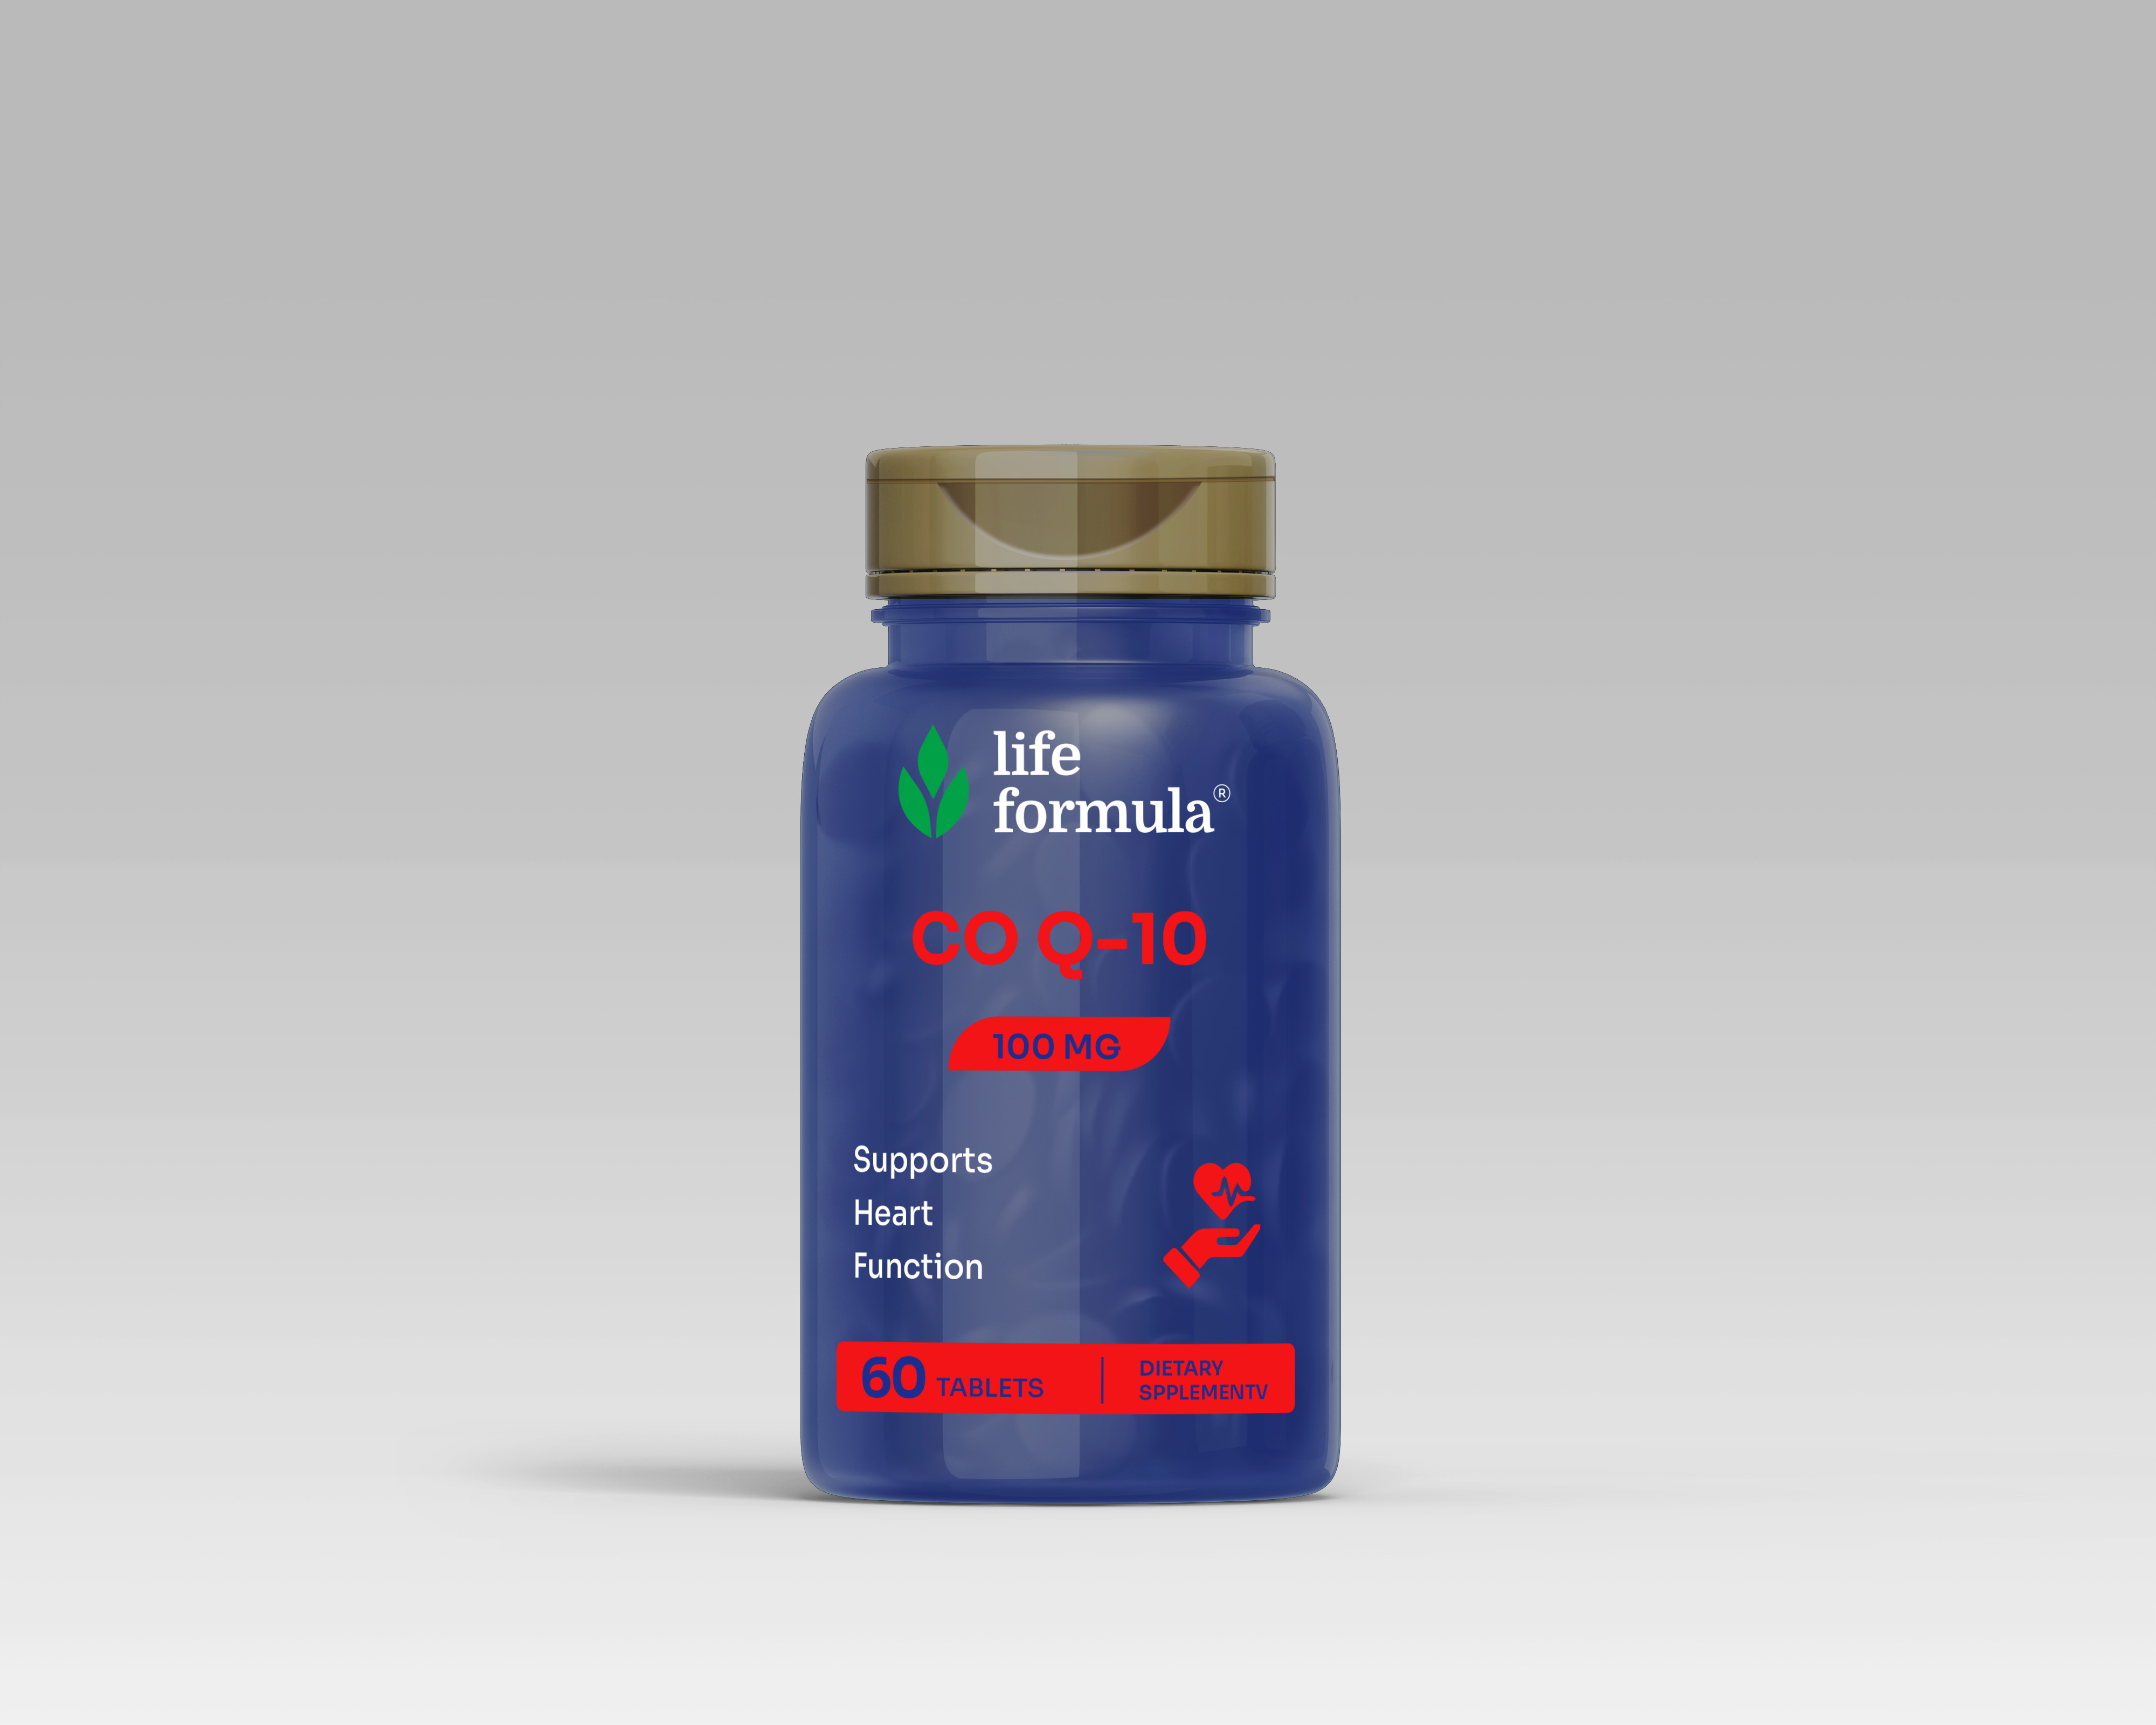 life
formula®
CO Q-10
100 MG
Supports
Heart
Function
60 TABLETS
DIETARY
SPPLEMENTV